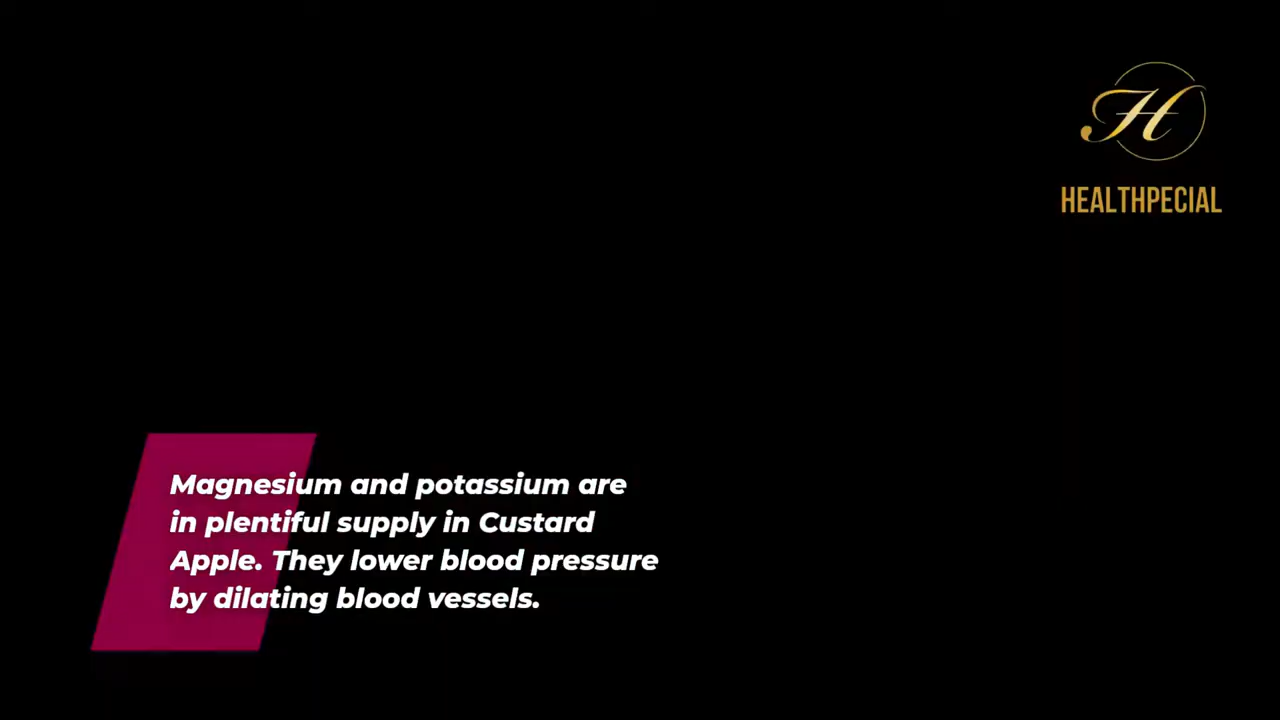 H
HEALTHPECIAL
Magnesium and potassium are
in plentiful supply in Custard
Apple. They lower blood pressure
by dilating blood vessels.